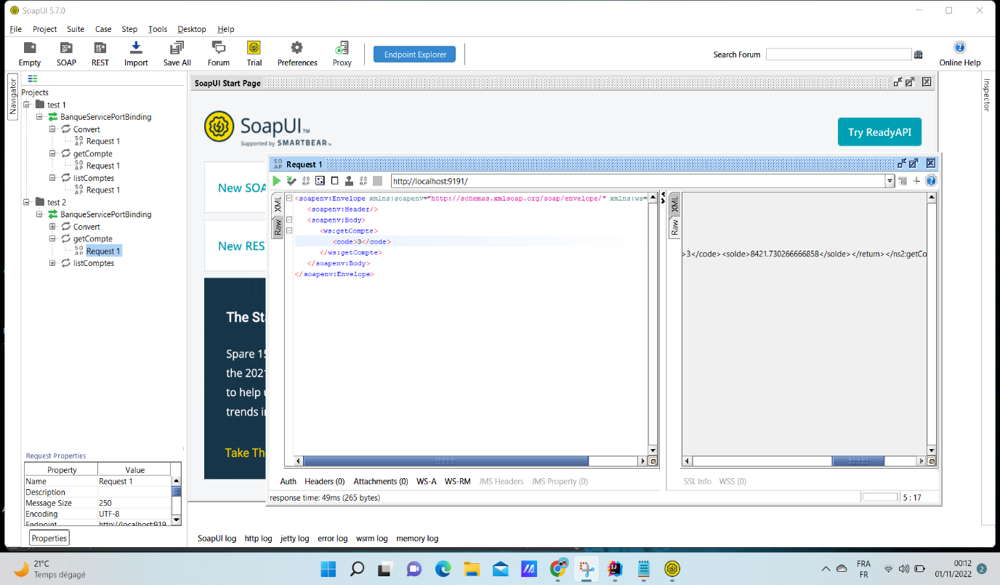 SoapUI 5.7.0
File Project Suite Case Step Tools Desktop Help
Empty SOAP REST Import Save All Forum Trial Preferences Proxy Endpoint Explorer Search Forum Online Help
Navigator
Projects
test 1
BanqueServicePortBinding
Convert
SOAP Request 1
getCompte
SOAP Request 1
listComptes
SOAP Request 1
test 2
BanqueServicePortBinding
Convert
getCompte
SOAP Request 1
listComptes
Request Properties
Property Value
Name Request 1
Description
Message Size 250
Encoding UTF-8
Endpoint http://localhost:919
Properties
SoapUI Start Page
SoapUI™
Supported by SMARTBEAR™
Try ReadyAPI
New SOA
New RES
The Sta
Spare 15
the 2021
to help u
trends in
Take The
SOAP Request 1
http://localhost:9191/
XML
Raw
<soapenv:Envelope xmlns:soapenv="http://schemas.xmlsoap.org/soap/envelope/" xmlns:ws=
<soapenv:Header/>
<soapenv:Body>
<ws:getCompte>
<code>3</code>
</ws:getCompte>
</soapenv:Body>
</soapenv:Envelope>
XML
Raw
>3</code><solde>8421.730266666858</solde></return></ns2:getCo
Auth Headers (0) Attachments (0) WS-A WS-RM JMS Headers JMS Property (0)
SSL Info WSS (0)
response time: 49ms (265 bytes)
5 : 17
Inspector
SoapUI log http log jetty log error log wsrm log memory log
21°C
Temps dégagé
FRA
FR
00:12
01/11/2022
2